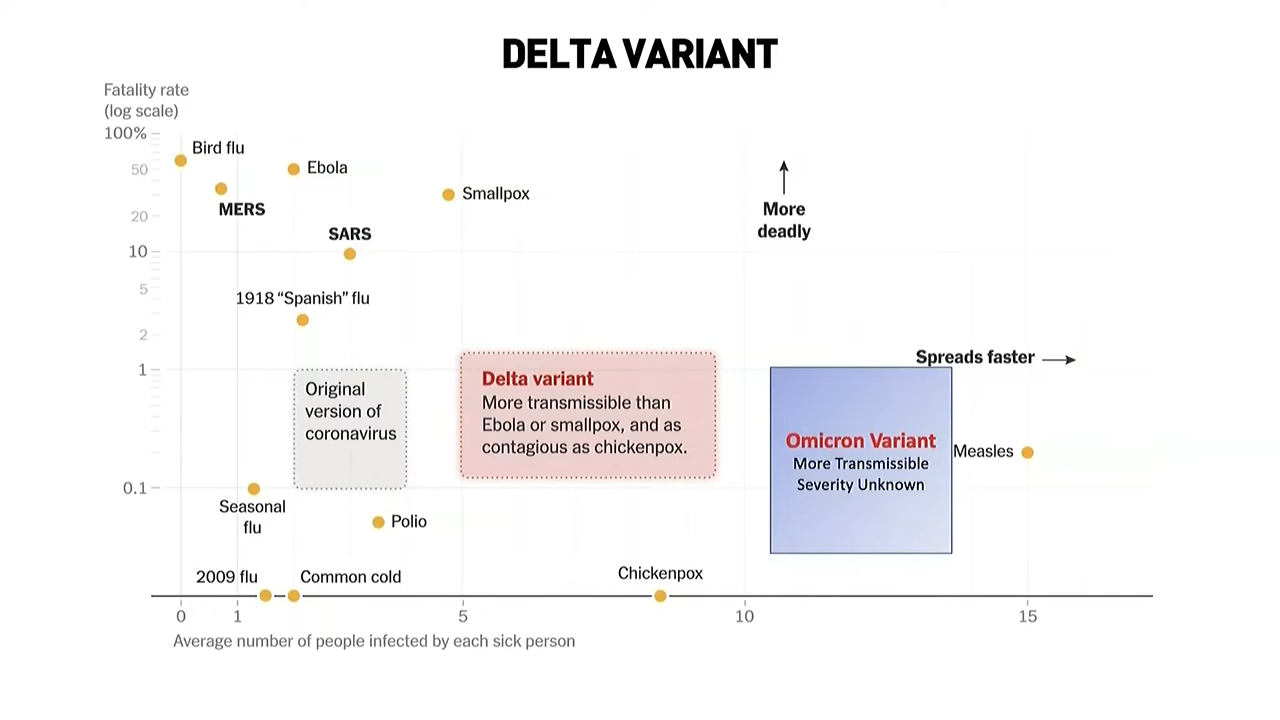 DELTA VARIANT
Fatality rate
(log scale)
100%
50
20
10
5
2
1
0.1
Bird flu
Ebola
MERS
Smallpox
SARS
1918 “Spanish” flu
More
deadly
Spreads faster
Original
version of
coronavirus
Delta variant
More transmissible than
Ebola or smallpox, and as
contagious as chickenpox.
Omicron Variant
More Transmissible
Severity Unknown
Measles
Seasonal
flu
Polio
2009 flu
Common cold
Chickenpox
0
1
5
10
15
Average number of people infected by each sick person